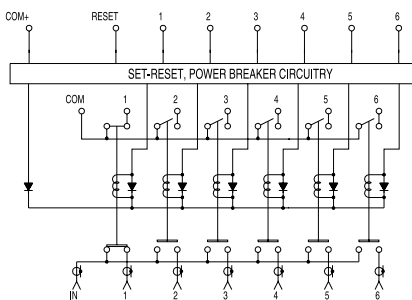 COM+ RESET 1 2 3 4 5 6
SET-RESET, POWER BREAKER CIRCUITRY
COM 1 2 3 4 5 6
IN 1 2 3 4 5 6